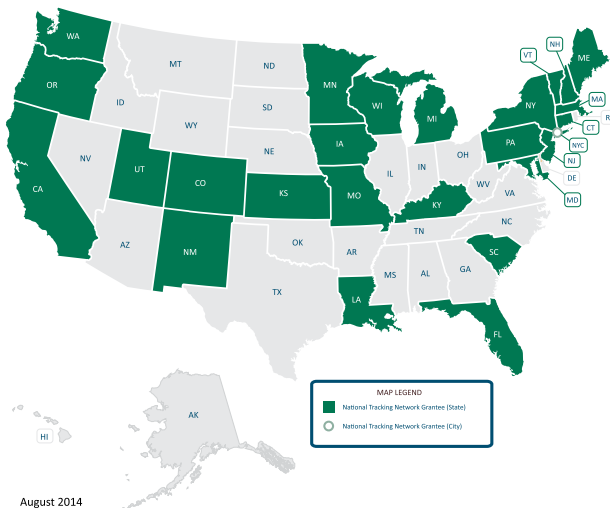 WA
MT
ND
MN
OR
ID
SD
WI
MI
WY
VT
NH
ME
NY
MA
R
CT
NYC
NJ
DE
MD
PA
IA
NE
NV
UT
CO
CA
KS
MO
IL
IN
OH
WV
VA
KY
NC
TN
SC
AZ
NM
OK
AR
TX
LA
MS
AL
GA
FL
AK
HI
MAP LEGEND
National Tracking Network Grantee (State)
National Tracking Network Grantee (City)
August 2014